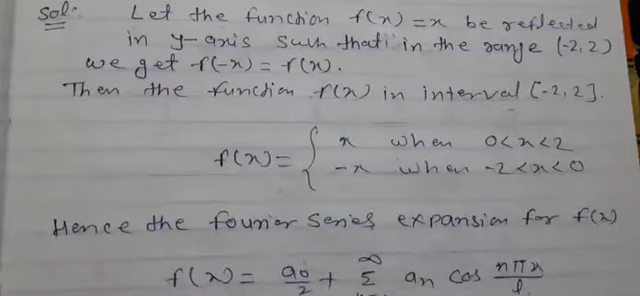 Sol:- Let the function f(x) = x be reflected
in y-axis such that in the range (-2,2)
we get f(-x) = f(x).
Then the function f(x) in interval [-2,2].
f(x) = { x when 0<x<2
-x when -2<x<0
Hence the fourier series expansion for f(x)
f(x) = a0/2 + ∞ Σ an cos nπx/l